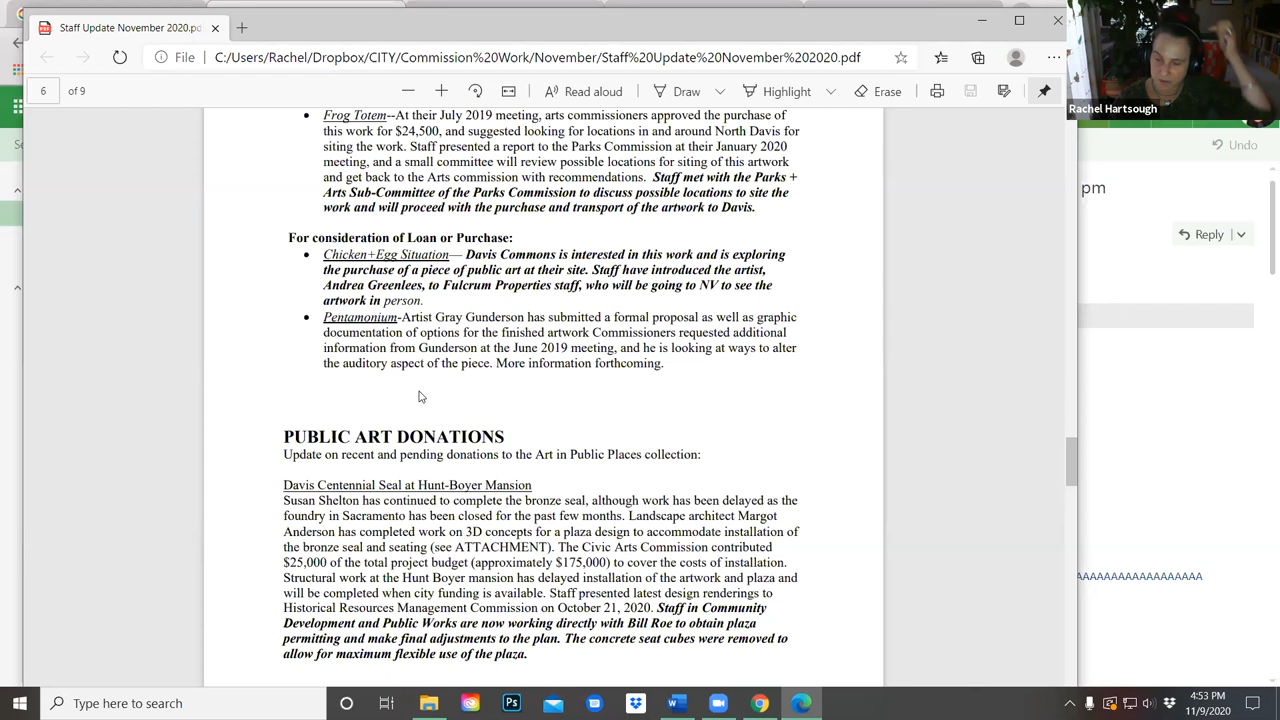 Staff Update November 2020.pd
File
C:/Users/Rachel/Dropbox/CITY/Commission%20Work/November/Staff%20Update%20November%202020.pdf
6 of 9
Read aloud
Draw
Highlight
Erase
Rachel Hartsough
Frog Totem--At their July 2019 meeting, arts commissioners approved the purchase of
this work for $24,500, and suggested looking for locations in and around North Davis for
siting the work. Staff presented a report to the Parks Commission at their January 2020
meeting, and a small committee will review possible locations for siting of this artwork
and get back to the Arts commission with recommendations. Staff met with the Parks +
Arts Sub-Committee of the Parks Commission to discuss possible locations to site the
work and will proceed with the purchase and transport of the artwork to Davis.
For consideration of Loan or Purchase:
Chicken+Egg Situation— Davis Commons is interested in this work and is exploring
the purchase of a piece of public art at their site. Staff have introduced the artist,
Andrea Greenlees, to Fulcrum Properties staff, who will be going to NV to see the
artwork in person.
Pentamonium-Artist Gray Gunderson has submitted a formal proposal as well as graphic
documentation of options for the finished artwork Commissioners requested additional
information from Gunderson at the June 2019 meeting, and he is looking at ways to alter
the auditory aspect of the piece. More information forthcoming.
PUBLIC ART DONATIONS
Update on recent and pending donations to the Art in Public Places collection:
Davis Centennial Seal at Hunt-Boyer Mansion
Susan Shelton has continued to complete the bronze seal, although work has been delayed as the
foundry in Sacramento has been closed for the past few months. Landscape architect Margot
Anderson has completed work on 3D concepts for a plaza design to accommodate installation of
the bronze seal and seating (see ATTACHMENT). The Civic Arts Commission contributed
$25,000 of the total project budget (approximately $175,000) to cover the costs of installation.
Structural work at the Hunt Boyer mansion has delayed installation of the artwork and plaza and
will be completed when city funding is available. Staff presented latest design renderings to
Historical Resources Management Commission on October 21, 2020. Staff in Community
Development and Public Works are now working directly with Bill Roe to obtain plaza
permitting and make final adjustments to the plan. The concrete seat cubes were removed to
allow for maximum flexible use of the plaza.
Undo
pm
Reply
AAAAAAAAAAAAAAAAAA
Se
Type here to search
4:53 PM
11/9/2020